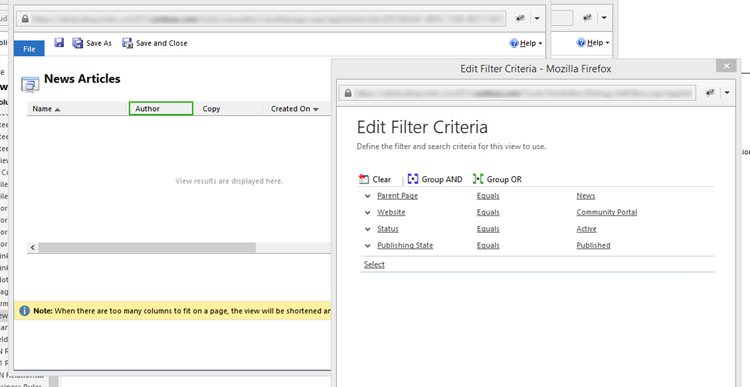 File
Save As
Save and Close
Help
Help
News Articles
Name
Author
Copy
Created On
View results are displayed here.
Note: When there are too many columns to fit on a page, the view will be shortened an
Edit Filter Criteria - Mozilla Firefox
Edit Filter Criteria
Define the filter and search criteria for this view to use.
Clear
Group AND
Group OR
Parent Page Equals News
Website Equals Community Portal
Status Equals Active
Publishing State Equals Published
Select